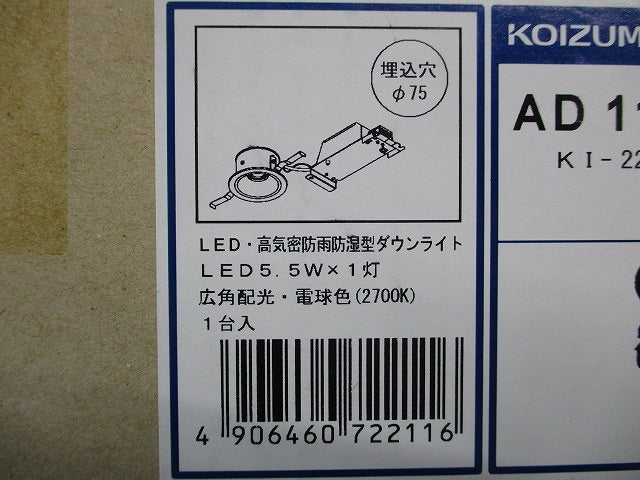 埋込穴
φ75
LED・高気密防雨防湿型ダウンライト
LED5.5W×1灯
広角配光・電球色(2700K)
1台入
4 906460 722116
KOIZUM
AD 11
KI-22